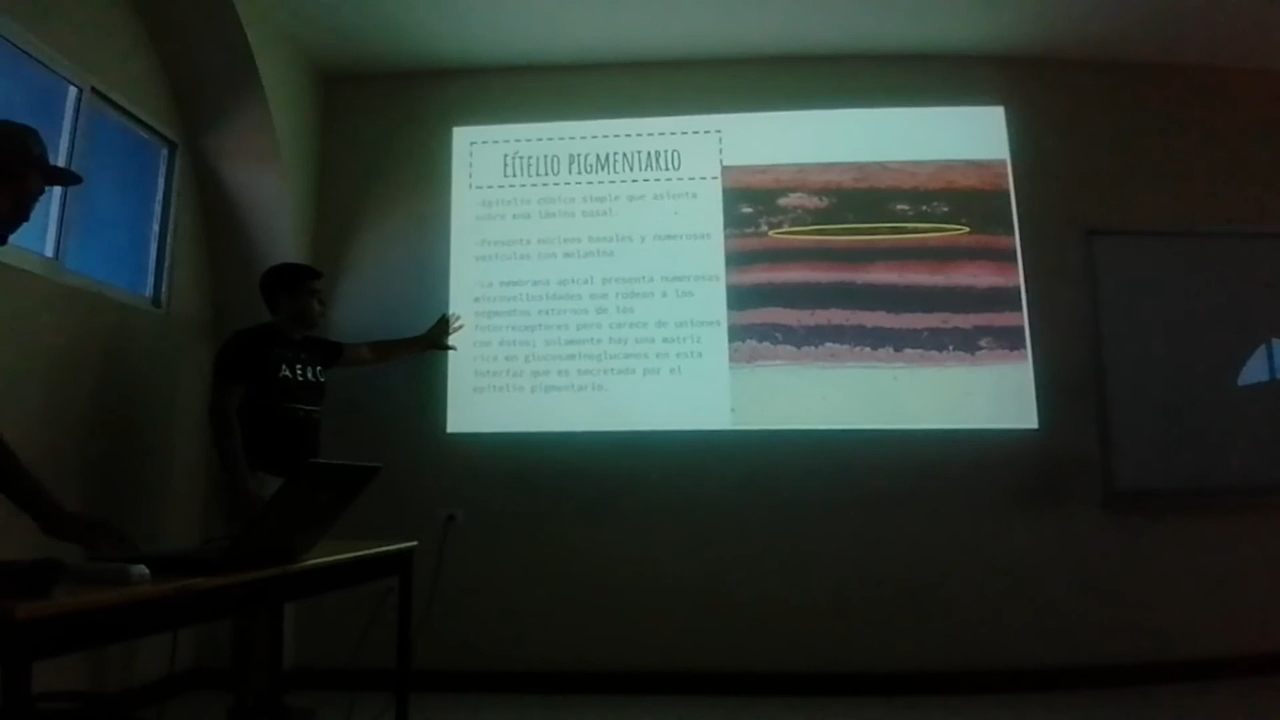 EÍTELIO PIGMENTARIO
-Epitelio cúbico simple que asienta
sobre una lámina basal.
-Presenta núcleos basales y numerosas
vesículas con melanina
-La membrana apical presenta numerosas
microvellosidades que rodean a los
segmentos externos de los
fotorreceptores pero carece de uniones
con éstos; solamente hay una matriz
rica en glucosaminoglucanos en esta
interfaz que es secretada por el
epitelio pigmentario.
AERO